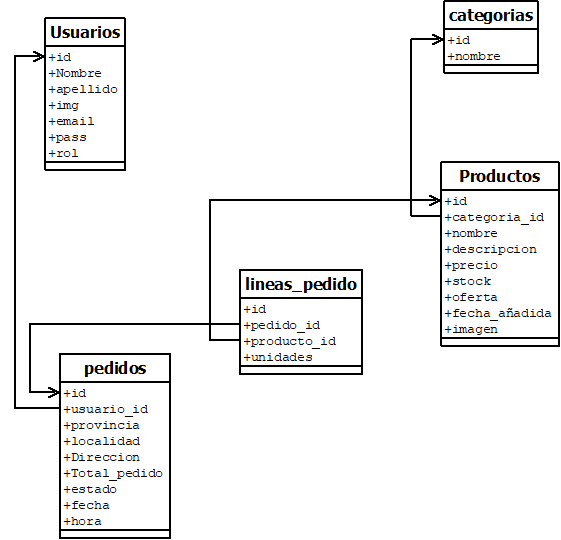 Usuarios
+id
+Nombre
+apellido
+img
+email
+pass
+rol
categorias
+id
+nombre
Productos
+id
+categoria_id
+nombre
+descripcion
+precio
+stock
+oferta
+fecha_añadida
+imagen
lineas_pedido
+id
+pedido_id
+producto_id
+unidades
pedidos
+id
+usuario_id
+provincia
+localidad
+Direccion
+Total_pedido
+estado
+fecha
+hora